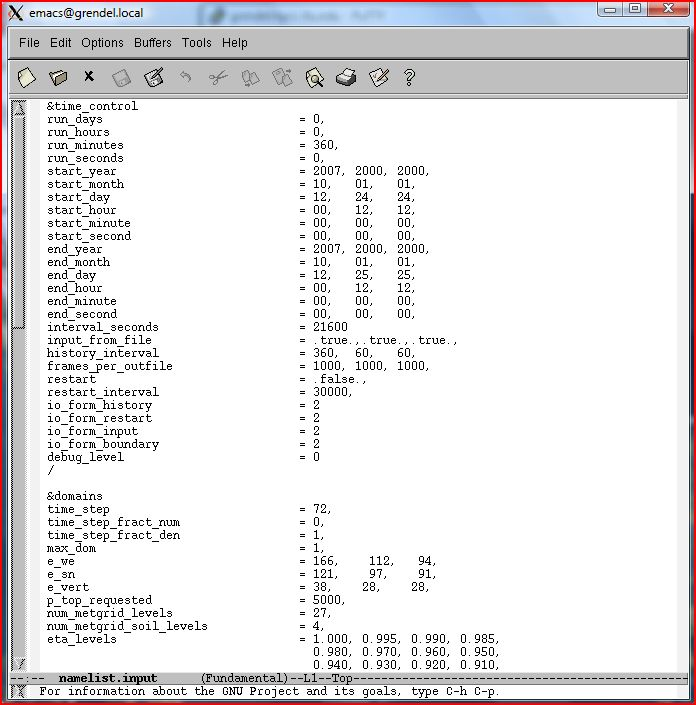 emacs@grendel.local
File Edit Options Buffers Tools Help
&time_control
run_days = 0,
run_hours = 0,
run_minutes = 360,
run_seconds = 0,
start_year = 2007, 2000, 2000,
start_month = 10, 01, 01,
start_day = 12, 24, 24,
start_hour = 00, 12, 12,
start_minute = 00, 00, 00,
start_second = 00, 00, 00,
end_year = 2007, 2000, 2000,
end_month = 10, 01, 01,
end_day = 12, 25, 25,
end_hour = 00, 12, 12,
end_minute = 00, 00, 00,
end_second = 00, 00, 00,
interval_seconds = 21600
input_from_file = .true.,.true.,.true.,
history_interval = 360, 60, 60,
frames_per_outfile = 1000, 1000, 1000,
restart = .false.,
restart_interval = 30000,
io_form_history = 2
io_form_restart = 2
io_form_input = 2
io_form_boundary = 2
debug_level = 0
/
&domains
time_step = 72,
time_step_fract_num = 0,
time_step_fract_den = 1,
max_dom = 1,
e_we = 166, 112, 94,
e_sn = 121, 97, 91,
e_vert = 38, 28, 28,
p_top_requested = 5000,
num_metgrid_levels = 27,
num_metgrid_soil_levels = 4,
eta_levels = 1.000, 0.995, 0.990, 0.985,
0.980, 0.970, 0.960, 0.950,
0.940, 0.930, 0.920, 0.910,
--:-- namelist.input (Fundamental)--L1--Top--------------------------------
For information about the GNU Project and its goals, type C-h C-p.